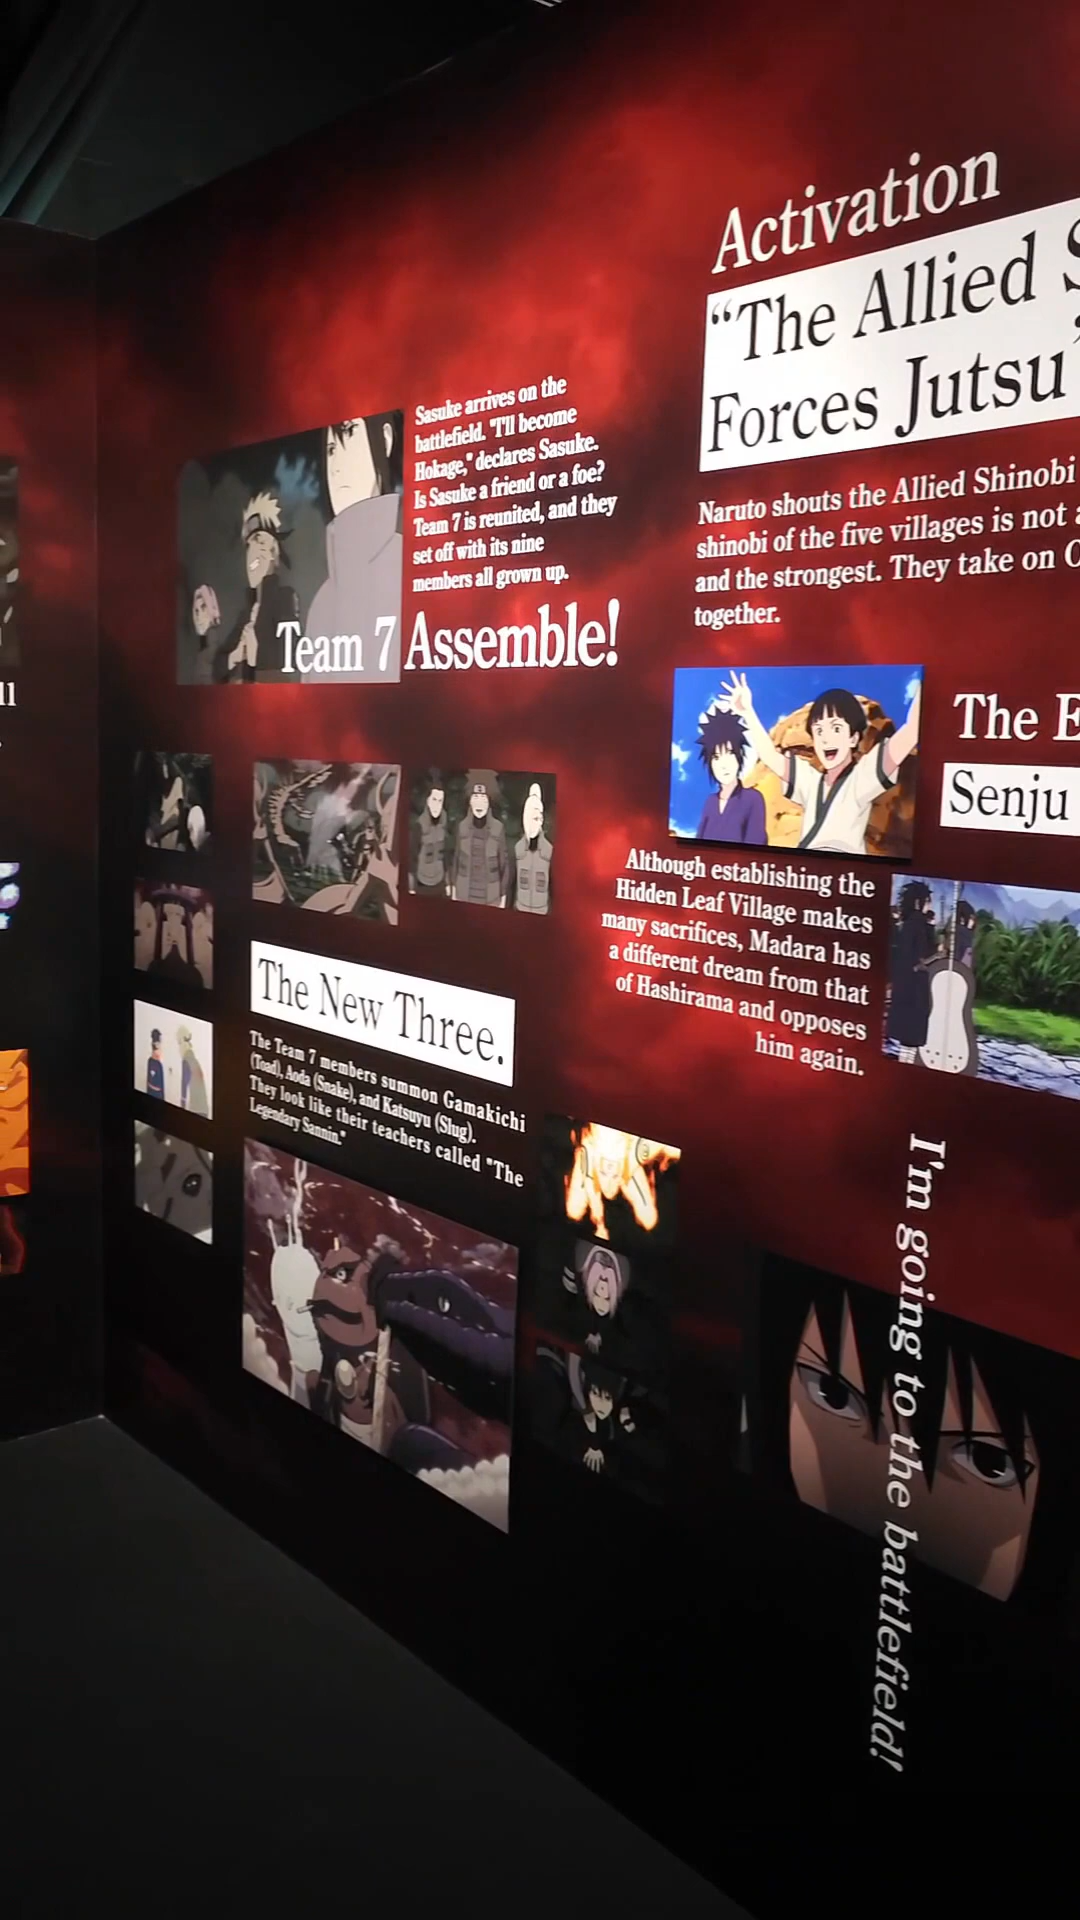 Activation
"The Allied S
Forces Jutsu"
Naruto shouts the Allied Shinobi
shinobi of the five villages is not a
and the strongest. They take on
together.
Sasuke arrives on the
battlefield. "I'll become
Hokage," declares Sasuke.
Is Sasuke a friend or a foe?
Team 7 is reunited, and they
set off with its nine
members all grown up.
Team 7 Assemble!
The E
Senju
Although establishing the
Hidden Leaf Village makes
many sacrifices, Madara has
a different dream from that
of Hashirama and opposes
him again.
The New Three.
The Team 7 members summon Gamakichi
(Toad), Aoda (Snake), and Katsuyu (Slug).
They look like their teachers called "The
Legendary Sannin."
I'm going to the battlefield!